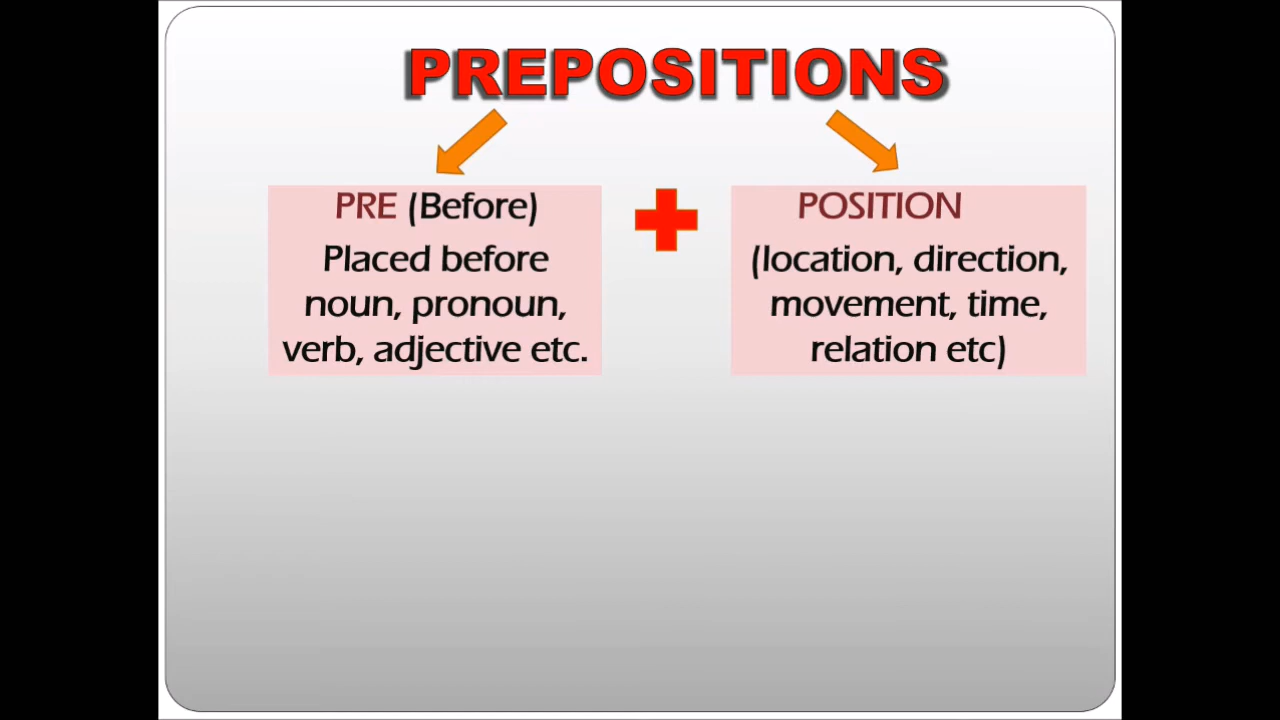 PREPOSITIONS
PRE (Before)
Placed before
noun, pronoun,
verb, adjective etc.
POSITION
(location, direction,
movement, time,
relation etc)